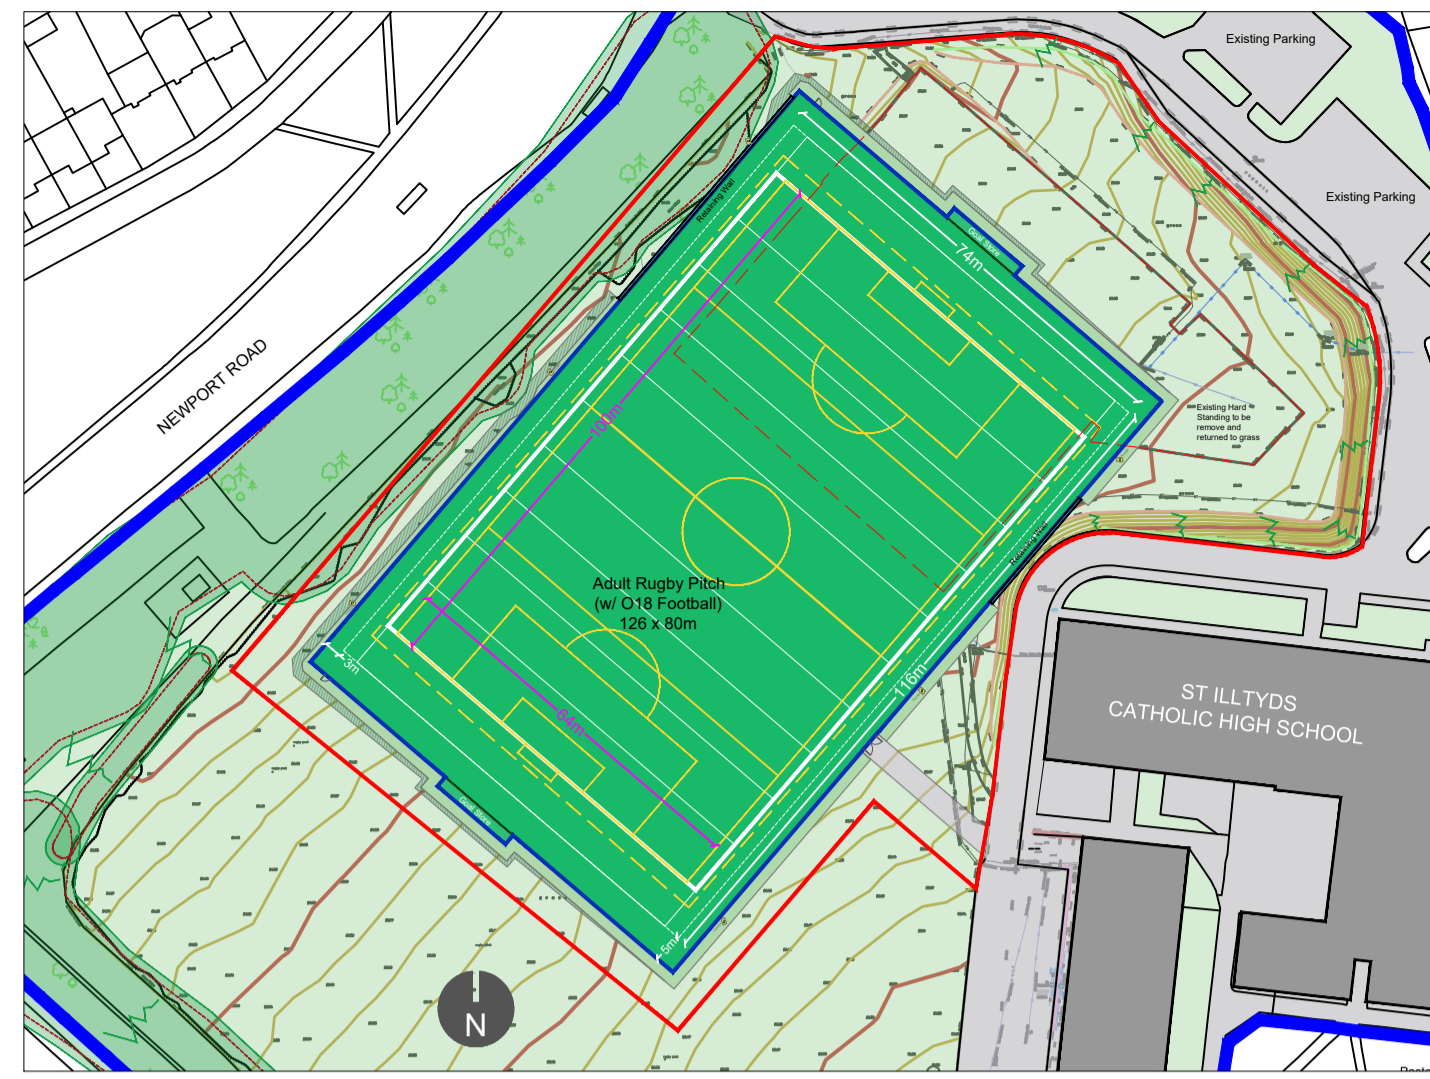 Existing Parking
Existing Parking
NEWPORT ROAD
Retaining Wall
Goal Store
74m
100m
Existing Hard
Standing to be
remove and
returned to grass
Retaining Wall
Adult Rugby Pitch
(w/ O18 Football)
126 x 80m
3m
116m
64m
ST ILLTYDS
CATHOLIC HIGH SCHOOL
Goal Store
5m
N